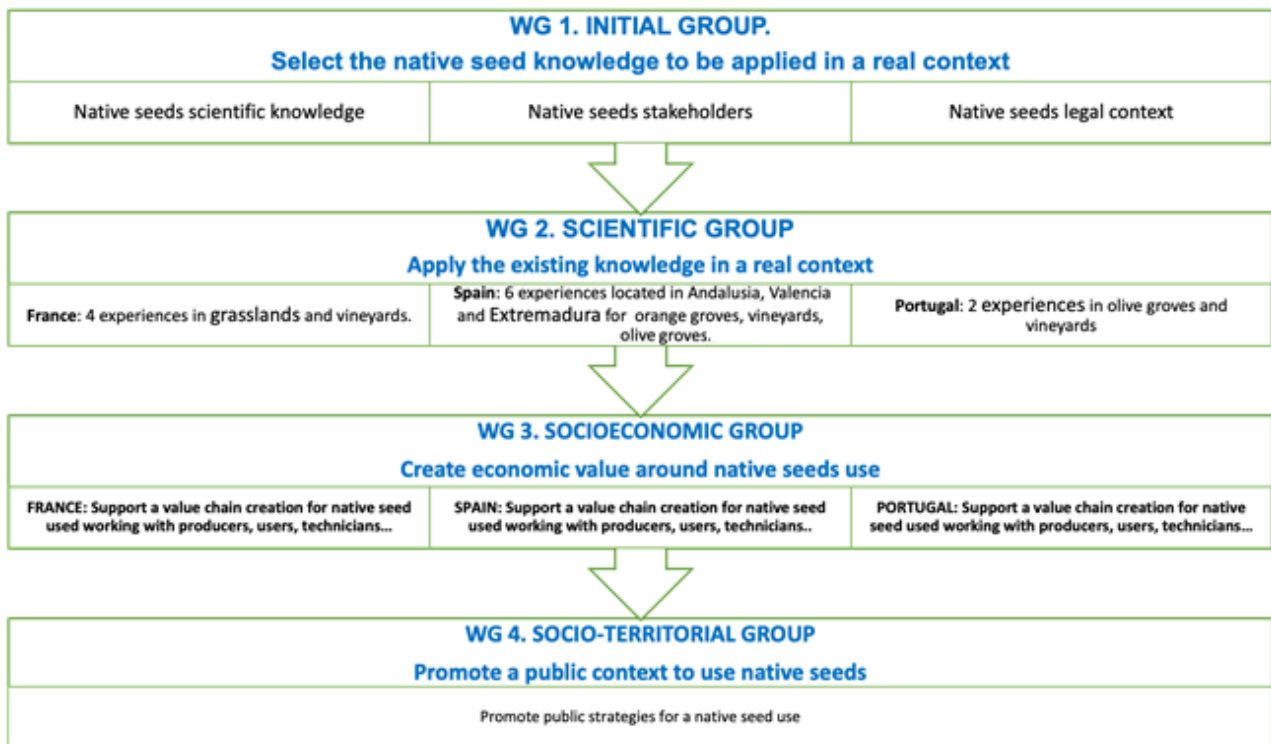 WG 1. INITIAL GROUP.
Select the native seed knowledge to be applied in a real context
Native seeds scientific knowledge
Native seeds stakeholders
Native seeds legal context
WG 2. SCIENTIFIC GROUP
Apply the existing knowledge in a real context
France: 4 experiences in grasslands and vineyards.
Spain: 6 experiences located in Andalusia, Valencia
and Extremadura for orange groves, vineyards,
olive groves.
Portugal: 2 experiences in olive groves and
vineyards
WG 3. SOCIOECONOMIC GROUP
Create economic value around native seeds use
FRANCE: Support a value chain creation for native seed
used working with producers, users, technicians...
SPAIN: Support a value chain creation for native seed
used working with producers, users, technicians..
PORTUGAL: Support a value chain creation for native
seed used working with producers, users, technicians...
WG 4. SOCIO-TERRITORIAL GROUP
Promote a public context to use native seeds
Promote public strategies for a native seed use